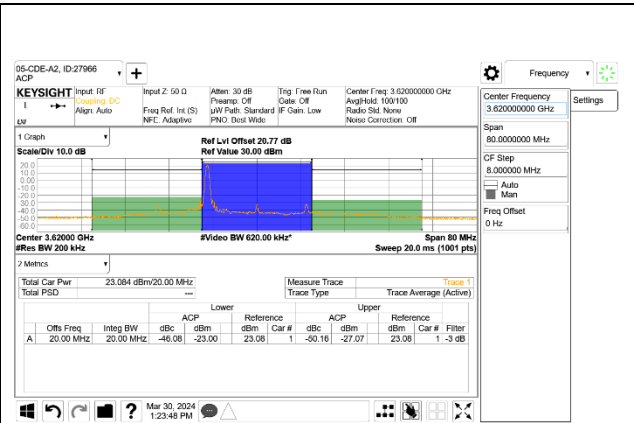 05-CDE-A2, ID:27966
ACP
Frequency
KEYSIGHT Input: RF Input Z: 50 Ω Atten: 30 dB Trig: Free Run Center Freq: 3.620000000 GHz
L Coupling: DC Preamp: Off Gate: Off Avg|Hold: 100/100
Align: Auto Freq Ref: Int (S) µW Path: Standard IF Gain: Low Radio Std: None
NFE: Adaptive PNO: Best Wide Noise Correction: Off
Center Frequency
3.620000000 GHz
Settings
Span
80.0000000 MHz
CF Step
8.000000 MHz
Auto
Man
Freq Offset
0 Hz
1 Graph
Ref Lvl Offset 20.77 dB
Scale/Div 10.0 dB Ref Value 30.00 dBm
20.0
10.0
0.00
-10.0
-20.0
-30.0
-40.0
-50.0
-60.0
Center 3.62000 GHz #Video BW 620.00 kHz* Span 80 MHz
#Res BW 200 kHz Sweep 20.0 ms (1001 pts)
2 Metrics
Total Car Pwr 23.084 dBm/20.00 MHz Measure Trace Trace 1
Total PSD --- Trace Type Trace Average (Active)
Lower Upper
ACP Reference ACP Reference
Offs Freq Integ BW dBc dBm dBm Car # dBc dBm dBm Car # Filter
A 20.00 MHz 20.00 MHz -46.08 -23.00 23.08 1 -50.16 -27.07 23.08 1 -3 dB
Mar 30, 2024
1:23:48 PM